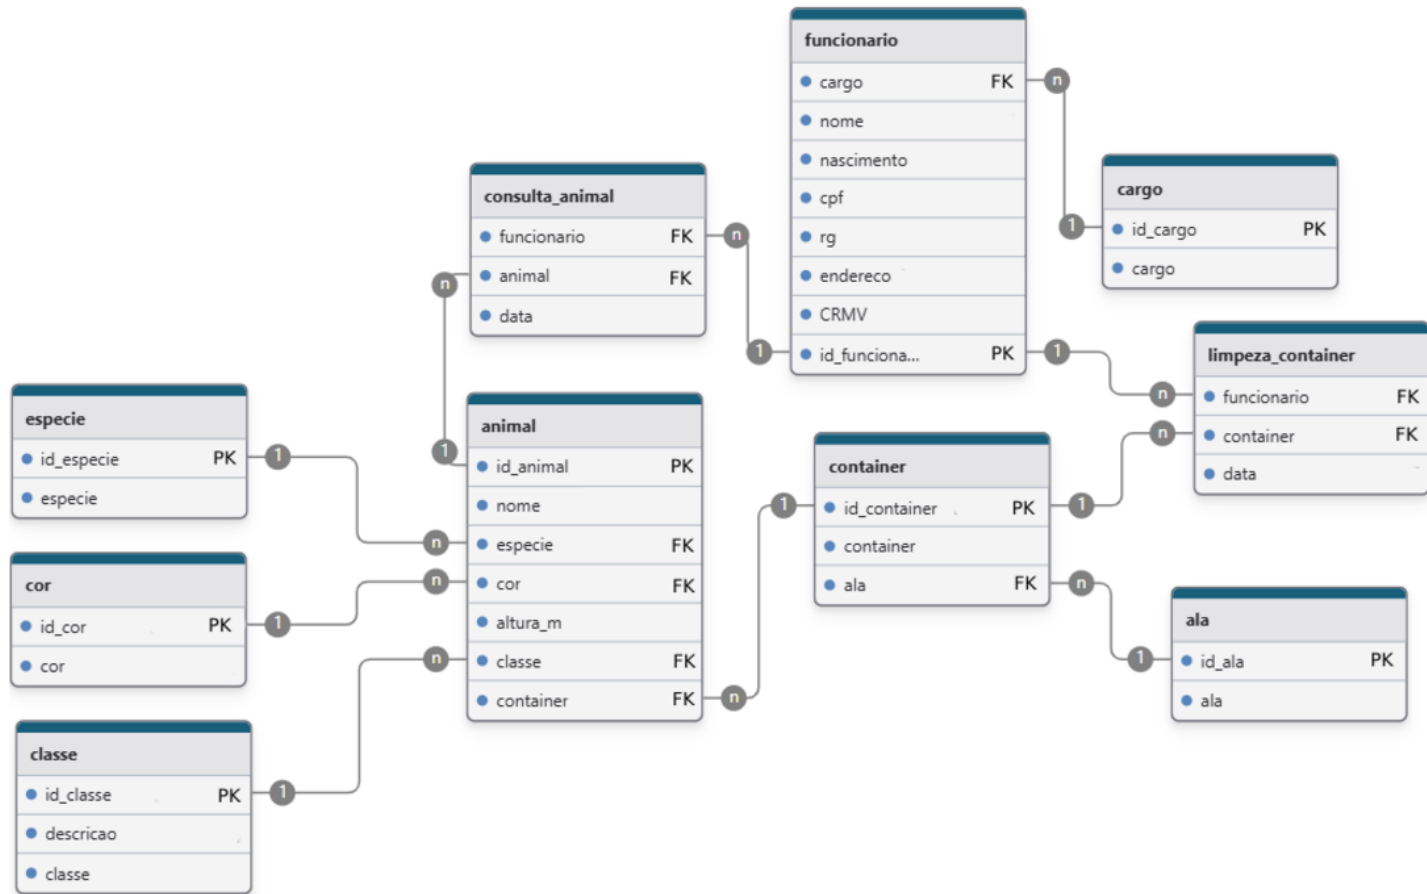 funcionario
cargo FK
nome
nascimento
cpf
rg
endereco
CRMV
id_funciona... PK
n
1
cargo
id_cargo PK
cargo
consulta_animal
funcionario FK
animal FK
data
n
1
n
1
1
n
limpeza_container
funcionario FK
container FK
data
n
1
especie
id_especie PK
especie
1
n
animal
id_animal PK
nome
especie FK
cor FK
altura_m
classe FK
container FK
n
1
container
id_container PK
container
ala FK
n
1
cor
id_cor PK
cor
1
n
ala
id_ala PK
ala
classe
id_classe PK
descricao
classe
1
n